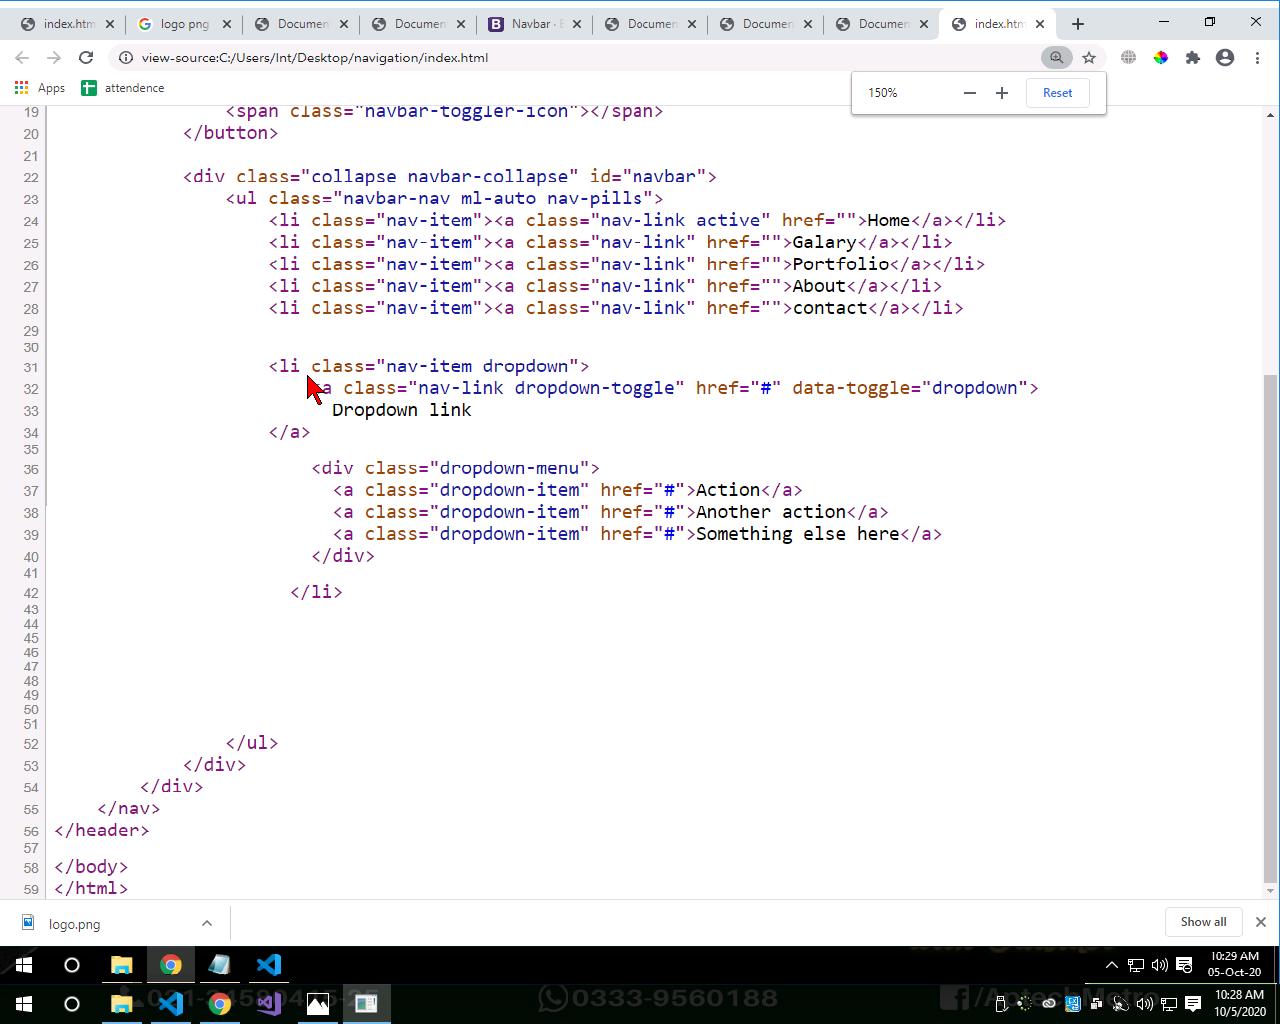 index.htm
logo png
Documen
Documen
Navbar ·
Documen
Documen
Documen
index.htm
view-source:C:/Users/Int/Desktop/navigation/index.html
Apps
attendence
150%
Reset
19 <span class="navbar-toggler-icon"></span>
20 </button>
21
22 <div class="collapse navbar-collapse" id="navbar">
23 <ul class="navbar-nav ml-auto nav-pills">
24 <li class="nav-item"><a class="nav-link active" href="">Home</a></li>
25 <li class="nav-item"><a class="nav-link" href="">Galary</a></li>
26 <li class="nav-item"><a class="nav-link" href="">Portfolio</a></li>
27 <li class="nav-item"><a class="nav-link" href="">About</a></li>
28 <li class="nav-item"><a class="nav-link" href="">contact</a></li>
29
30
31 <li class="nav-item dropdown">
32 a class="nav-link dropdown-toggle" href="#" data-toggle="dropdown">
33 Dropdown link
34 </a>
35
36 <div class="dropdown-menu">
37 <a class="dropdown-item" href="#">Action</a>
38 <a class="dropdown-item" href="#">Another action</a>
39 <a class="dropdown-item" href="#">Something else here</a>
40 </div>
41
42 </li>
43
44
45
46
47
48
49
50
51
52 </ul>
53 </div>
54 </div>
55 </nav>
56 </header>
57
58 </body>
59 </html>
logo.png
Show all
10:29 AM
05-Oct-20
0333-9560188
10:28 AM
10/5/2020